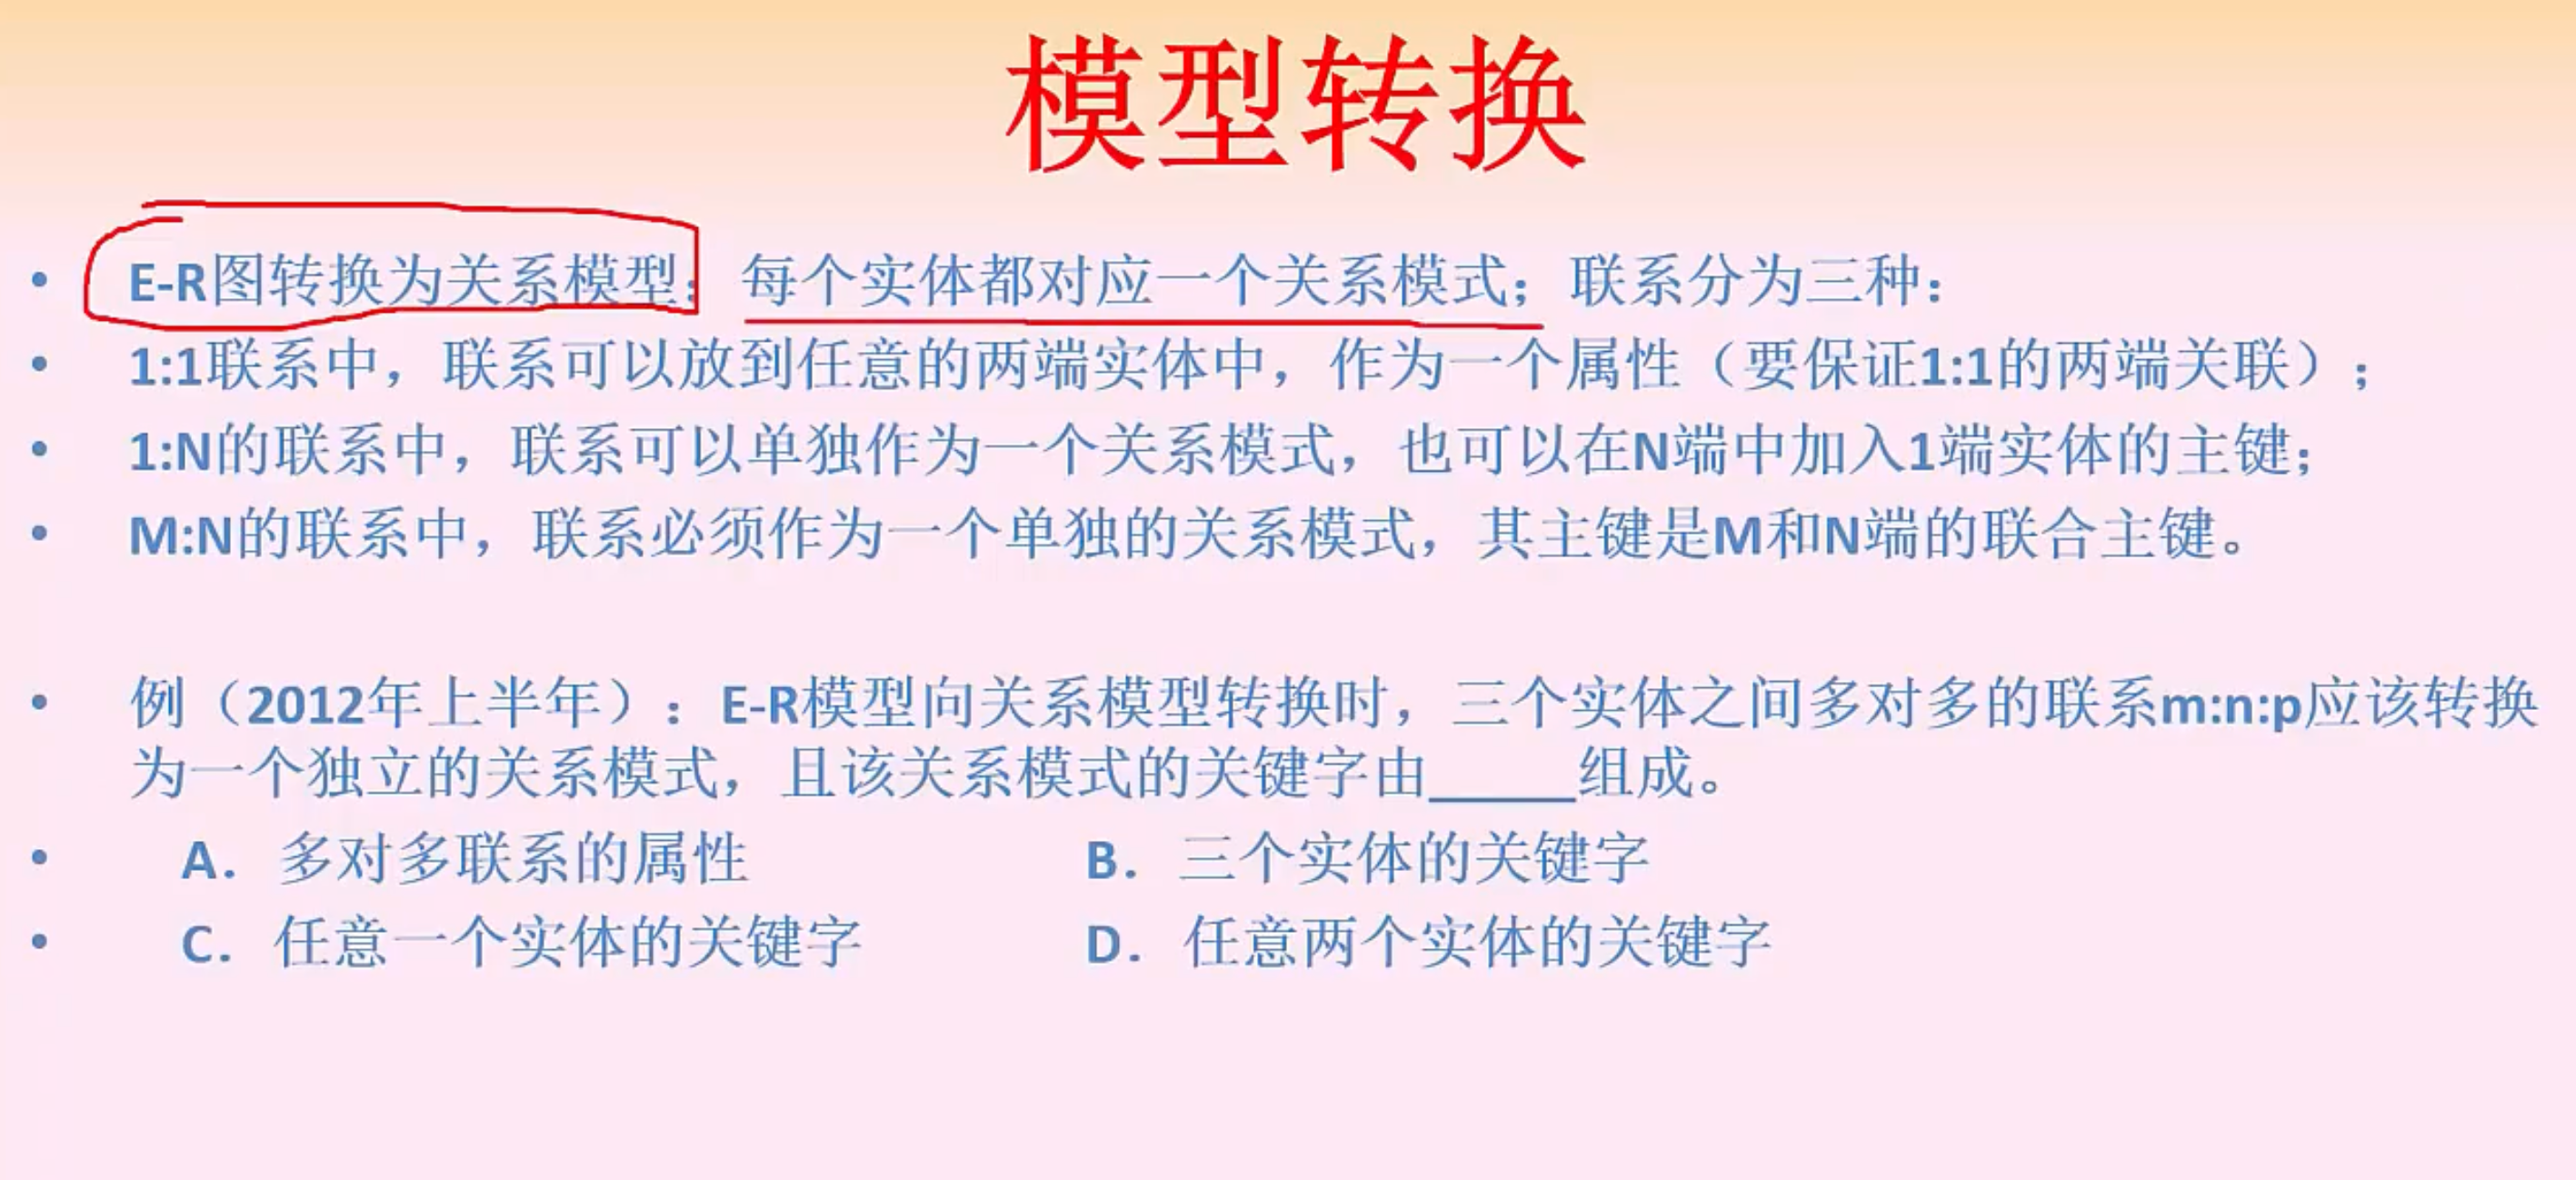 模型转换
• E-R图转换为关系模型：每个实体都对应一个关系模式；联系分为三种：
• 1:1联系中，联系可以放到任意的两端实体中，作为一个属性（要保证1:1的两端关联）；
• 1:N的联系中，联系可以单独作为一个关系模式，也可以在N端中加入1端实体的主键；
• M:N的联系中，联系必须作为一个单独的关系模式，其主键是M和N端的联合主键。
• 例（2012年上半年）：E-R模型向关系模型转换时，三个实体之间多对多的联系m:n:p应该转换
为一个独立的关系模式，且该关系模式的关键字由_____组成。
• A．多对多联系的属性 B．三个实体的关键字
• C．任意一个实体的关键字 D．任意两个实体的关键字